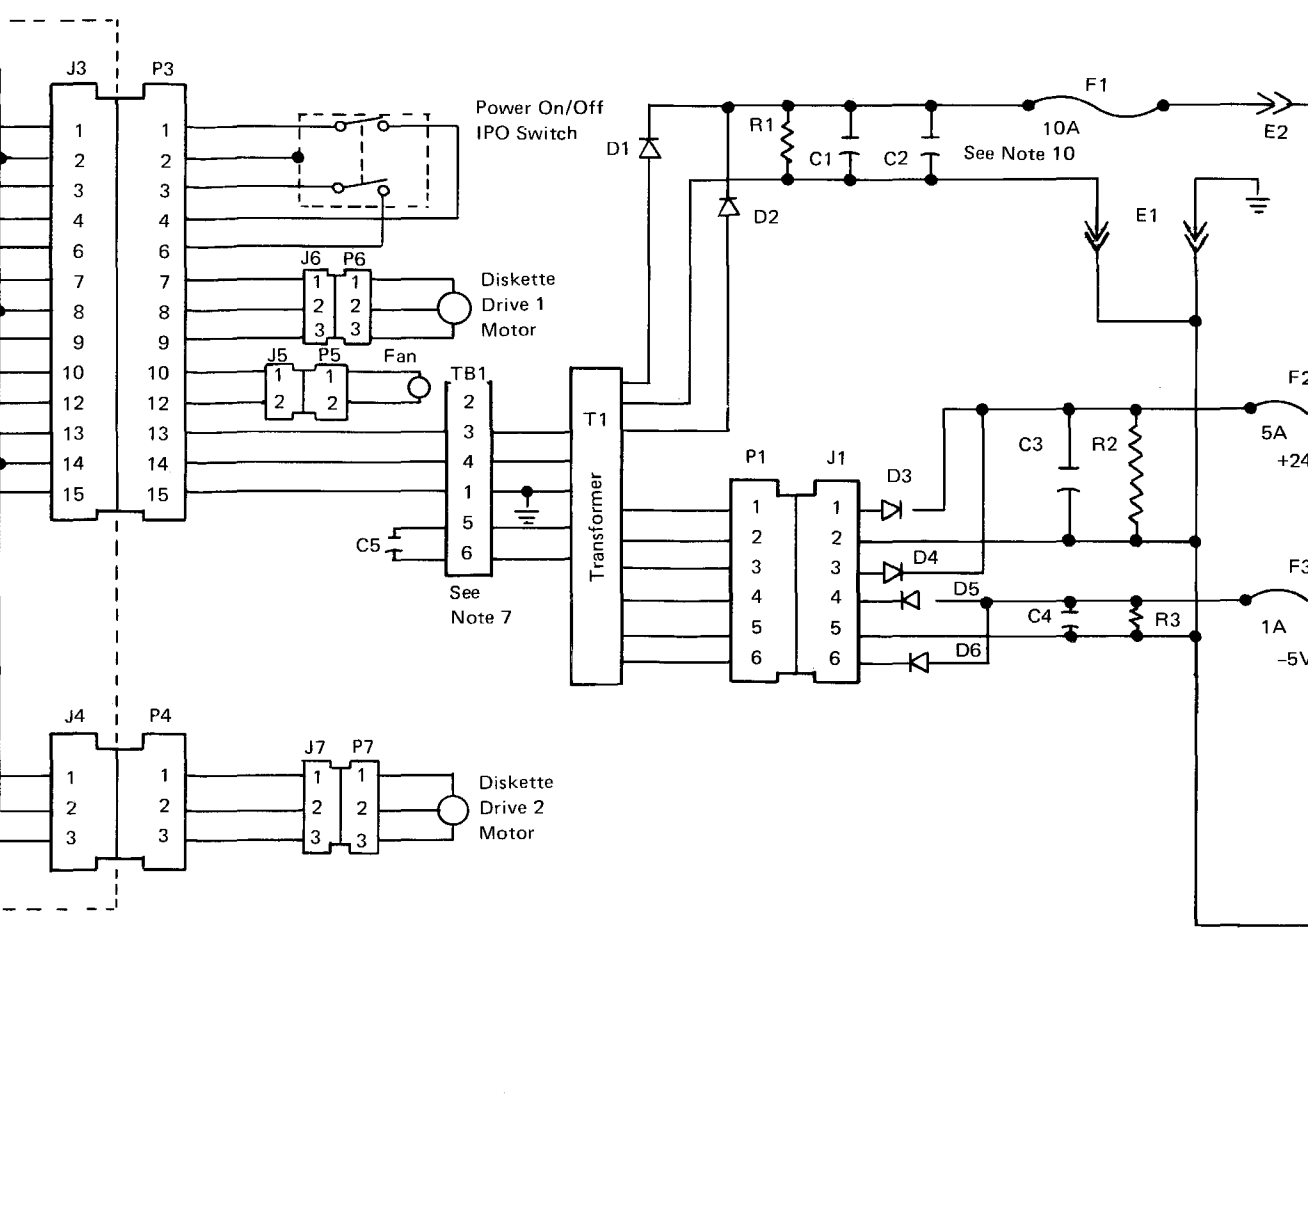 J3 P3
1 1
2 2
3 3
4 4
6 6
7 7
8 8
9 9
10 10
12 12
13 13
14 14
15 15
Power On/Off
IPO Switch
J6 P6
1 1
2 2
3 3
Diskette
Drive 1
Motor
J5 P5
1 1
2 2
Fan
TB1
2
3
4
1
5
6
C5
See
Note 7
T1
Transformer
D1
D2
R1
C1
C2
F1
10A
See Note 10
E2
E1
P1 J1
1 1
2 2
3 3
4 4
5 5
6 6
D3
D4
D5
D6
C3
R2
C4
R3
F2
5A
+24
F3
1A
–5V
J4 P4
1 1
2 2
3 3
J7 P7
1 1
2 2
3 3
Diskette
Drive 2
Motor